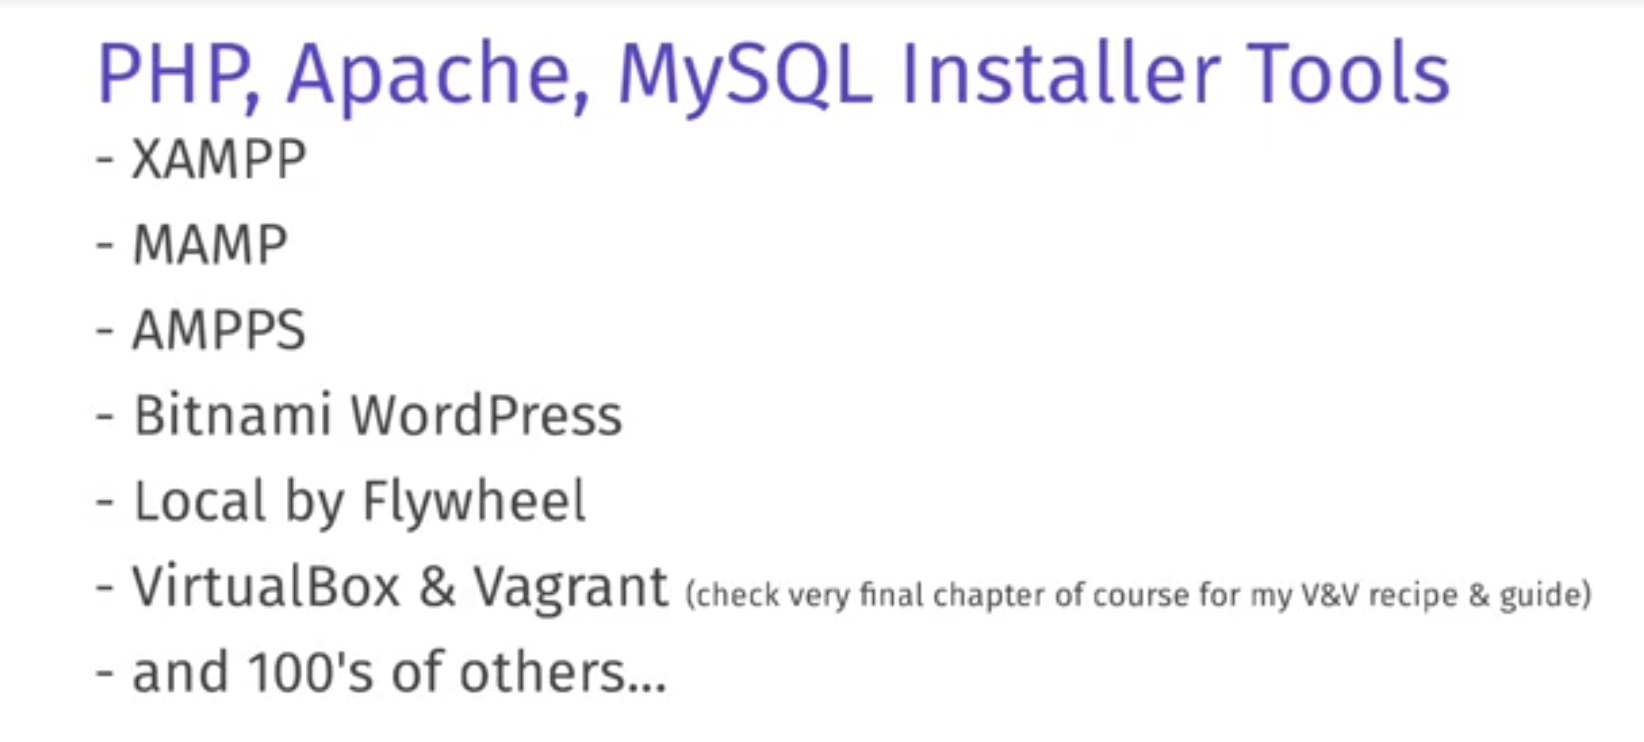 PHP, Apache, MySQL Installer Tools
- XAMPP
- MAMP
- AMPPS
- Bitnami WordPress
- Local by Flywheel
- VirtualBox & Vagrant (check very final chapter of course for my V&V recipe & guide)
- and 100's of others...